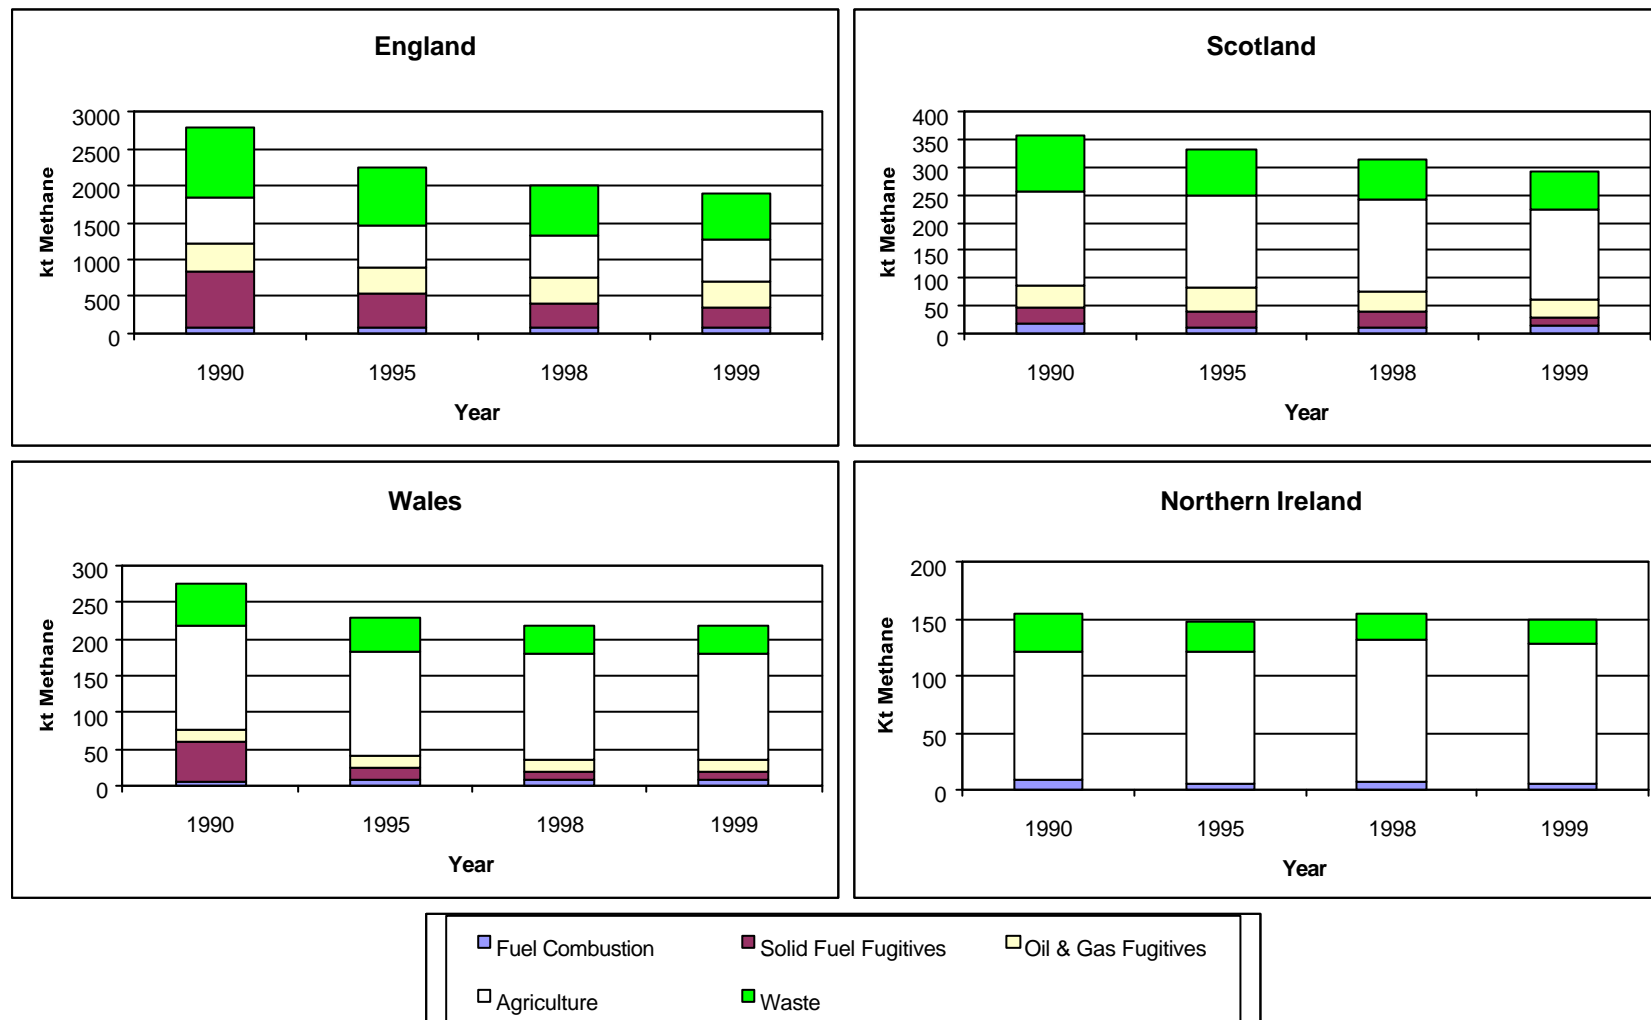 England
3000
2500
2000
1500
1000
500
0
kt Methane
1990 1995 1998 1999
Year
Scotland
400
350
300
250
200
150
100
50
0
kt Methane
1990 1995 1998 1999
Year
Wales
300
250
200
150
100
50
0
kt Methane
1990 1995 1998 1999
Year
Northern Ireland
200
150
100
50
0
Kt Methane
1990 1995 1998 1999
Year
Fuel Combustion Solid Fuel Fugitives Oil & Gas Fugitives
Agriculture Waste